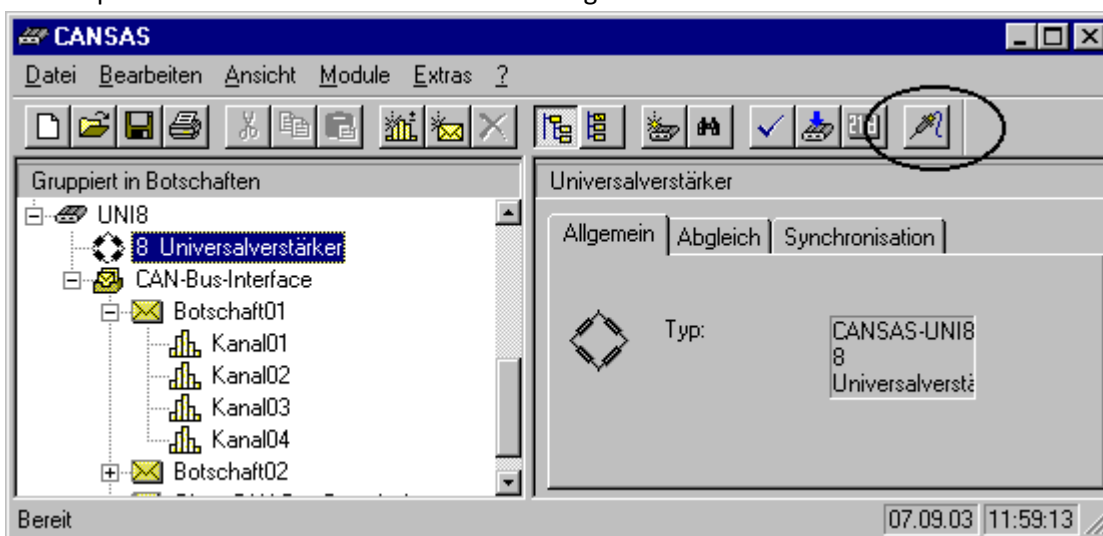 CANSAS
Datei Bearbeiten Ansicht Module Extras ?
Gruppiert in Botschaften
Universalverstärker
UNI8
8 Universalverstärker
CAN-Bus-Interface
Botschaft01
Kanal01
Kanal02
Kanal03
Kanal04
Botschaft02
Allgemein Abgleich Synchronisation
Typ:
CANSAS-UNI8
8
Universalverstä
Bereit
07.09.03 11:59:13